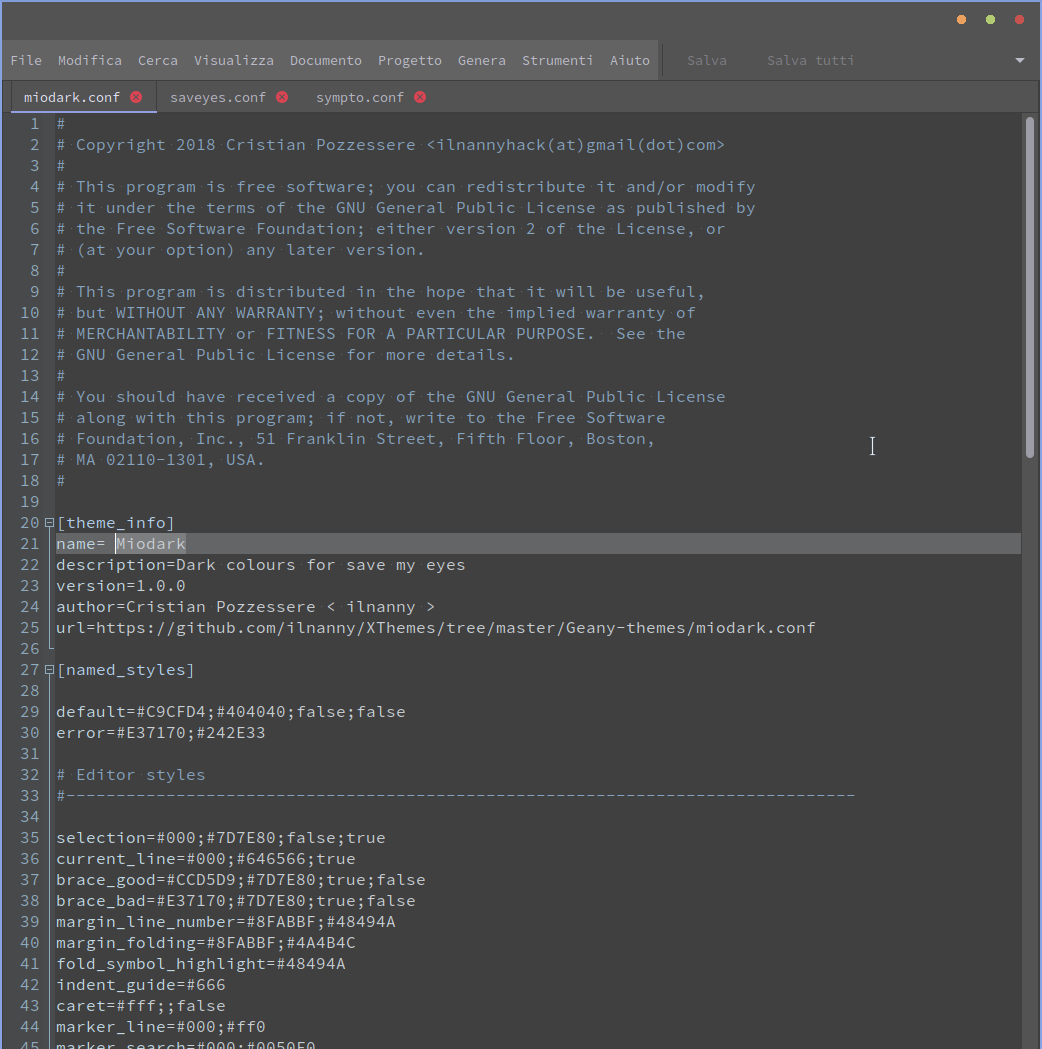 File Modifica Cerca Visualizza Documento Progetto Genera Strumenti Aiuto Salva Salva tutti
miodark.conf saveyes.conf sympto.conf
1 #
2 # Copyright 2018 Cristian Pozzessere <ilnannyhack(at)gmail(dot)com>
3 #
4 # This program is free software; you can redistribute it and/or modify
5 # it under the terms of the GNU General Public License as published by
6 # the Free Software Foundation; either version 2 of the License, or
7 # (at your option) any later version.
8 #
9 # This program is distributed in the hope that it will be useful,
10 # but WITHOUT ANY WARRANTY; without even the implied warranty of
11 # MERCHANTABILITY or FITNESS FOR A PARTICULAR PURPOSE.  See the
12 # GNU General Public License for more details.
13 #
14 # You should have received a copy of the GNU General Public License
15 # along with this program; if not, write to the Free Software
16 # Foundation, Inc., 51 Franklin Street, Fifth Floor, Boston,
17 # MA 02110-1301, USA.
18 #
19
20 [theme_info]
21 name= Miodark
22 description=Dark colours for save my eyes
23 version=1.0.0
24 author=Cristian Pozzessere < ilnanny >
25 url=https://github.com/ilnanny/XThemes/tree/master/Geany-themes/miodark.conf
26
27 [named_styles]
28
29 default=#C9CFD4;#404040;false;false
30 error=#E37170;#242E33
31
32 # Editor styles
33 #-------------------------------------------------------------------------------
34
35 selection=#000;#7D7E80;false;true
36 current_line=#000;#646566;true
37 brace_good=#CCD5D9;#7D7E80;true;false
38 brace_bad=#E37170;#7D7E80;true;false
39 margin_line_number=#8FABBF;#48494A
40 margin_folding=#8FABBF;#4A4B4C
41 fold_symbol_highlight=#48494A
42 indent_guide=#666
43 caret=#fff;;false
44 marker_line=#000;#ff0
45 marker_search=#000;#0050F0